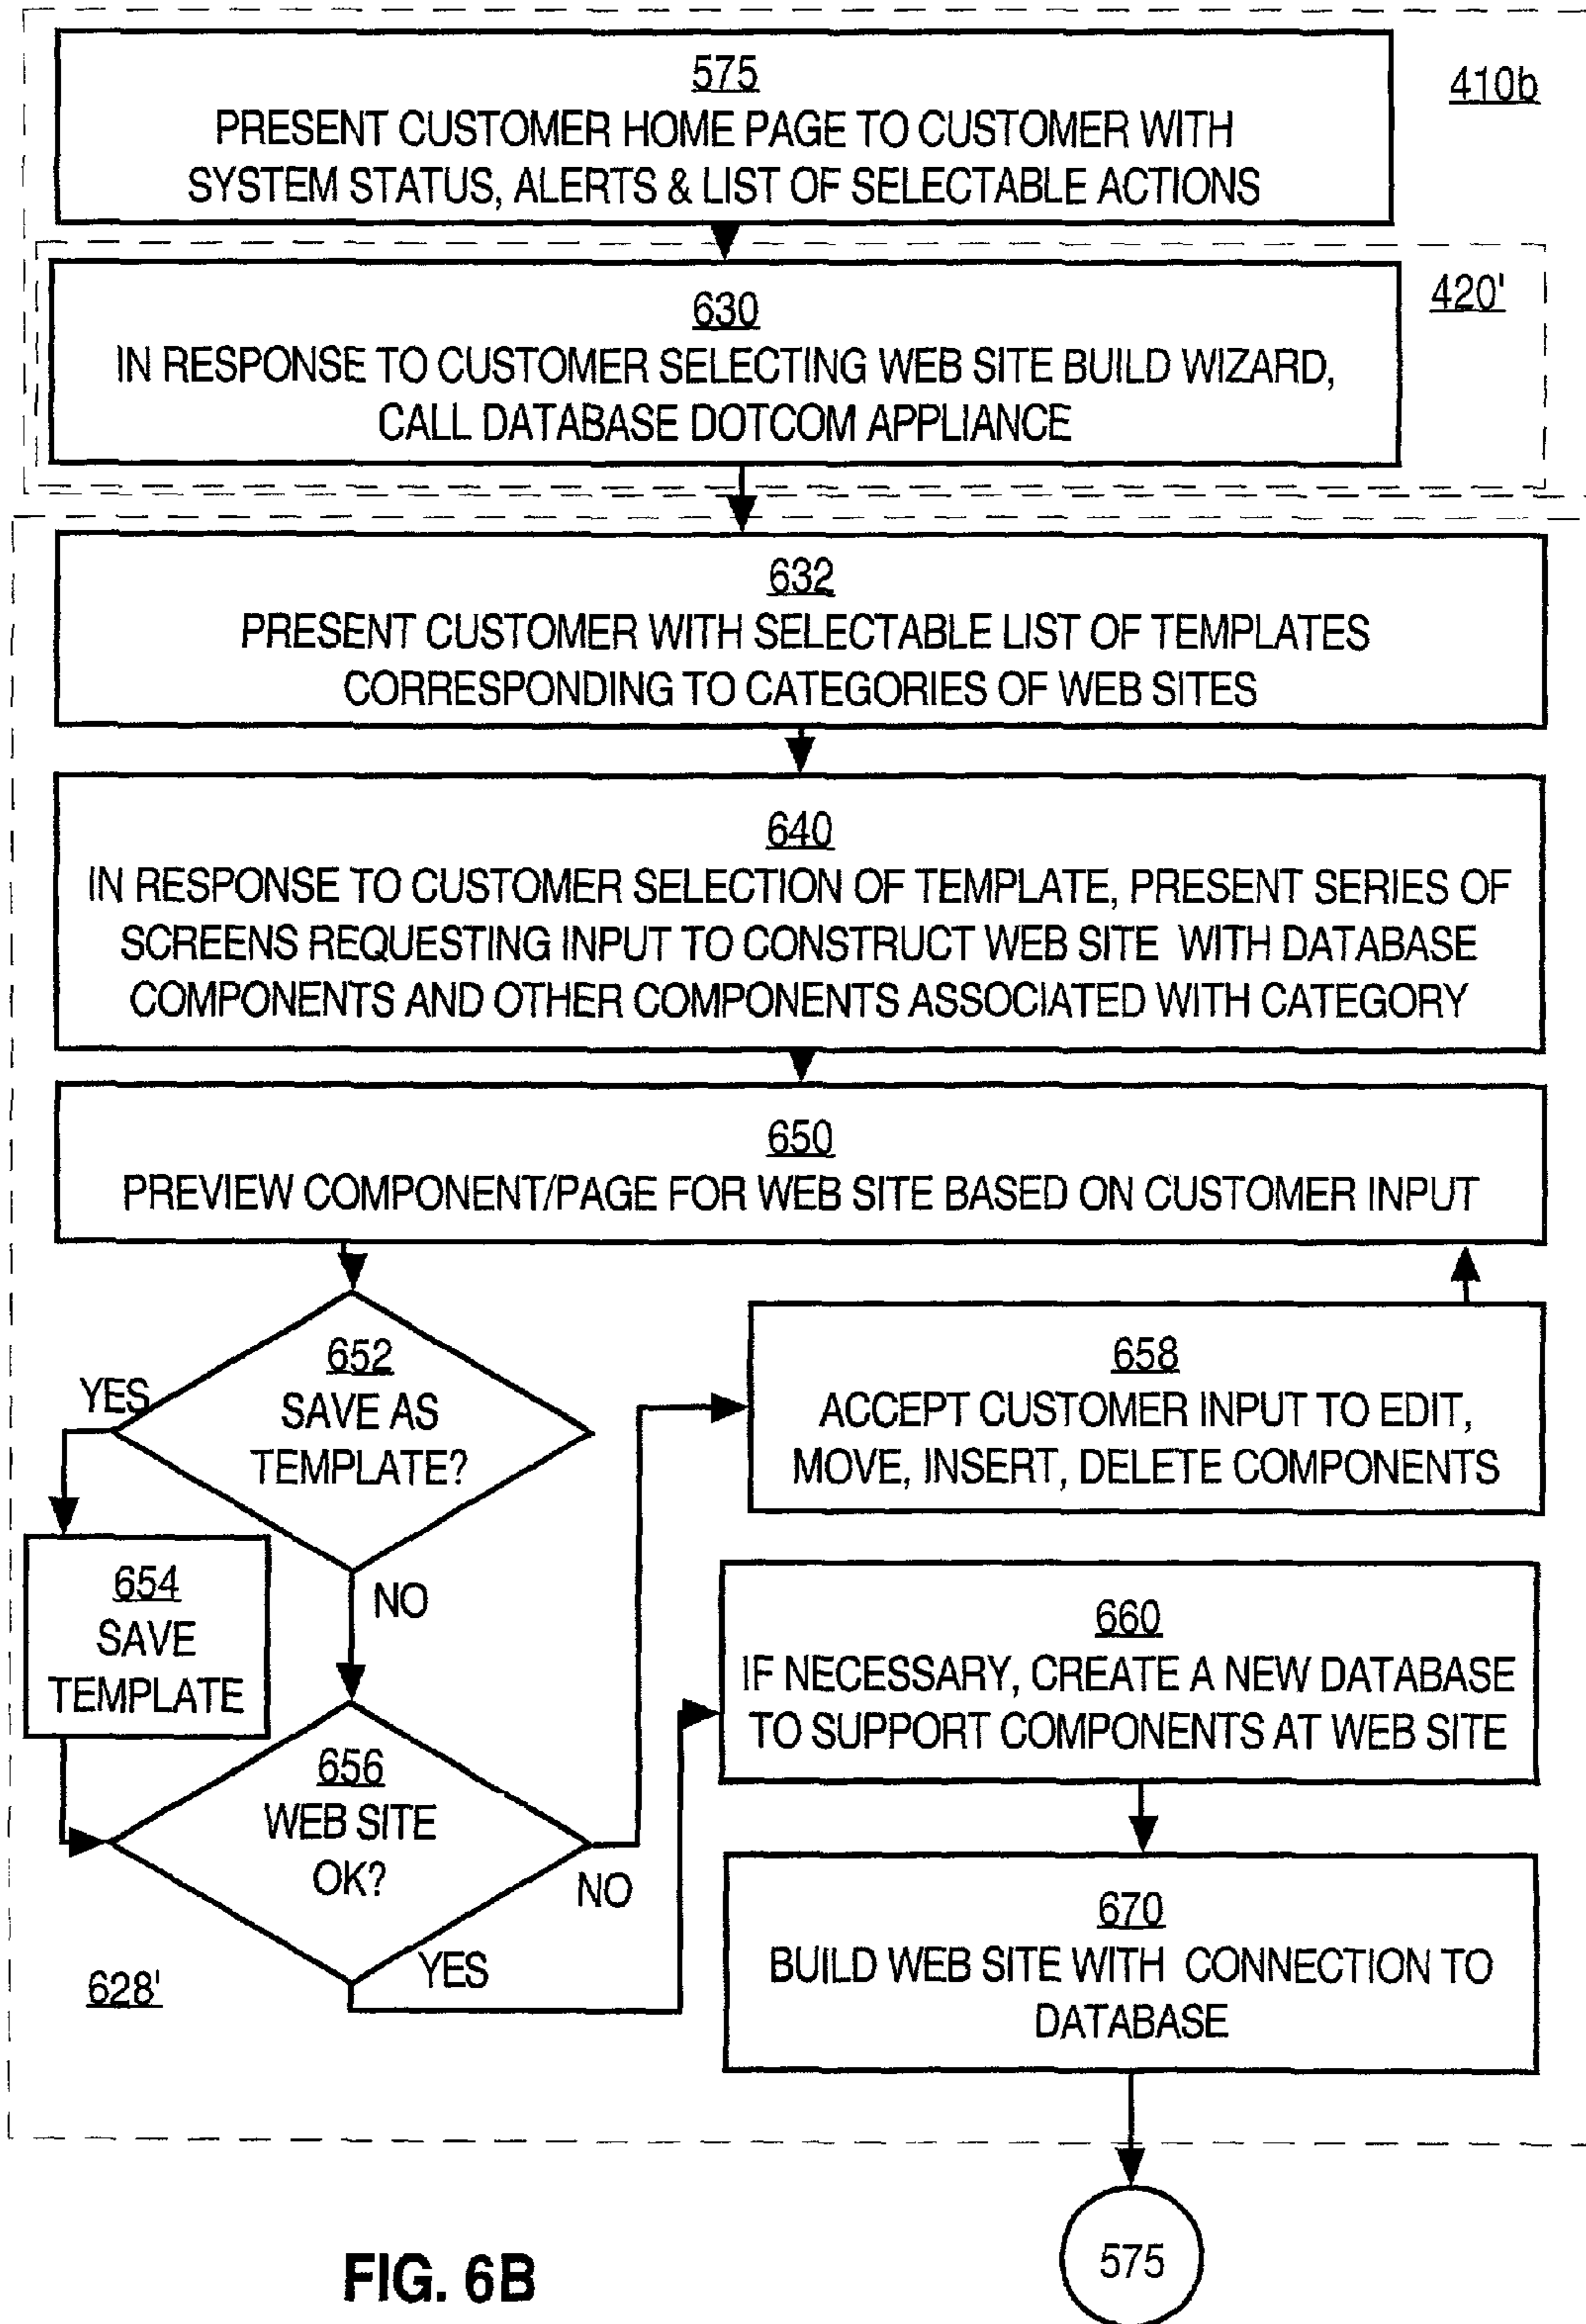 575
PRESENT CUSTOMER HOME PAGE TO CUSTOMER WITH
SYSTEM STATUS, ALERTS & LIST OF SELECTABLE ACTIONS
410b
630
IN RESPONSE TO CUSTOMER SELECTING WEB SITE BUILD WIZARD,
CALL DATABASE DOTCOM APPLIANCE
420'
632
PRESENT CUSTOMER WITH SELECTABLE LIST OF TEMPLATES
CORRESPONDING TO CATEGORIES OF WEB SITES
640
IN RESPONSE TO CUSTOMER SELECTION OF TEMPLATE, PRESENT SERIES OF
SCREENS REQUESTING INPUT TO CONSTRUCT WEB SITE WITH DATABASE
COMPONENTS AND OTHER COMPONENTS ASSOCIATED WITH CATEGORY
650
PREVIEW COMPONENT/PAGE FOR WEB SITE BASED ON CUSTOMER INPUT
652
SAVE AS
TEMPLATE?
YES
NO
654
SAVE
TEMPLATE
656
WEB SITE
OK?
NO
YES
628'
658
ACCEPT CUSTOMER INPUT TO EDIT,
MOVE, INSERT, DELETE COMPONENTS
660
IF NECESSARY, CREATE A NEW DATABASE
TO SUPPORT COMPONENTS AT WEB SITE
670
BUILD WEB SITE WITH CONNECTION TO
DATABASE
575
FIG. 6B